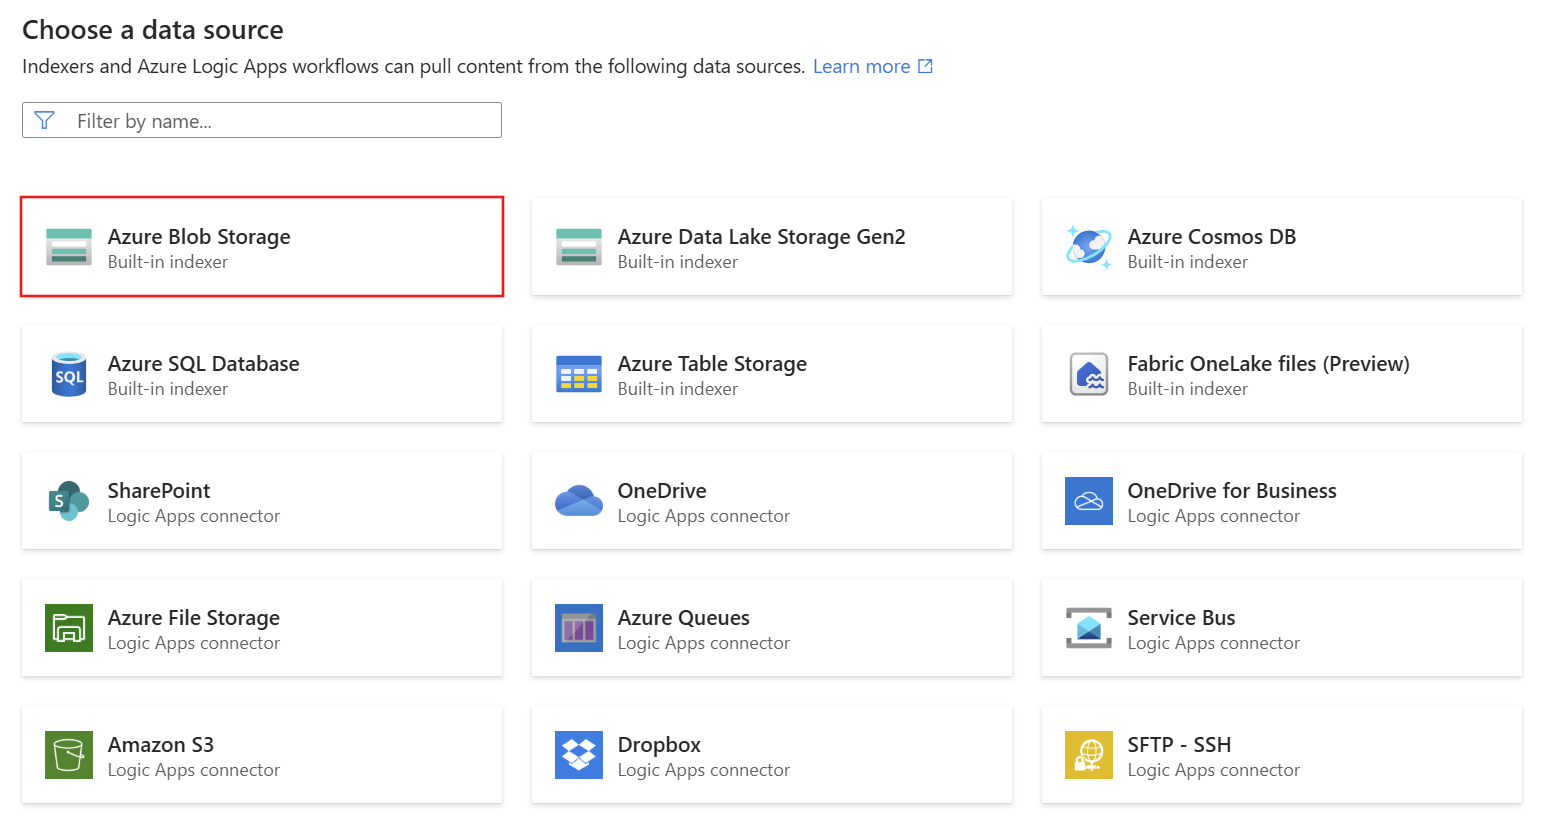 Choose a data source
Indexers and Azure Logic Apps workflows can pull content from the following data sources. Learn more
Filter by name...
Azure Blob Storage
Built-in indexer
Azure Data Lake Storage Gen2
Built-in indexer
Azure Cosmos DB
Built-in indexer
SQL
Azure SQL Database
Built-in indexer
Azure Table Storage
Built-in indexer
Fabric OneLake files (Preview)
Built-in indexer
S
SharePoint
Logic Apps connector
OneDrive
Logic Apps connector
OneDrive for Business
Logic Apps connector
Azure File Storage
Logic Apps connector
Azure Queues
Logic Apps connector
Service Bus
Logic Apps connector
Amazon S3
Logic Apps connector
Dropbox
Logic Apps connector
SFTP - SSH
Logic Apps connector